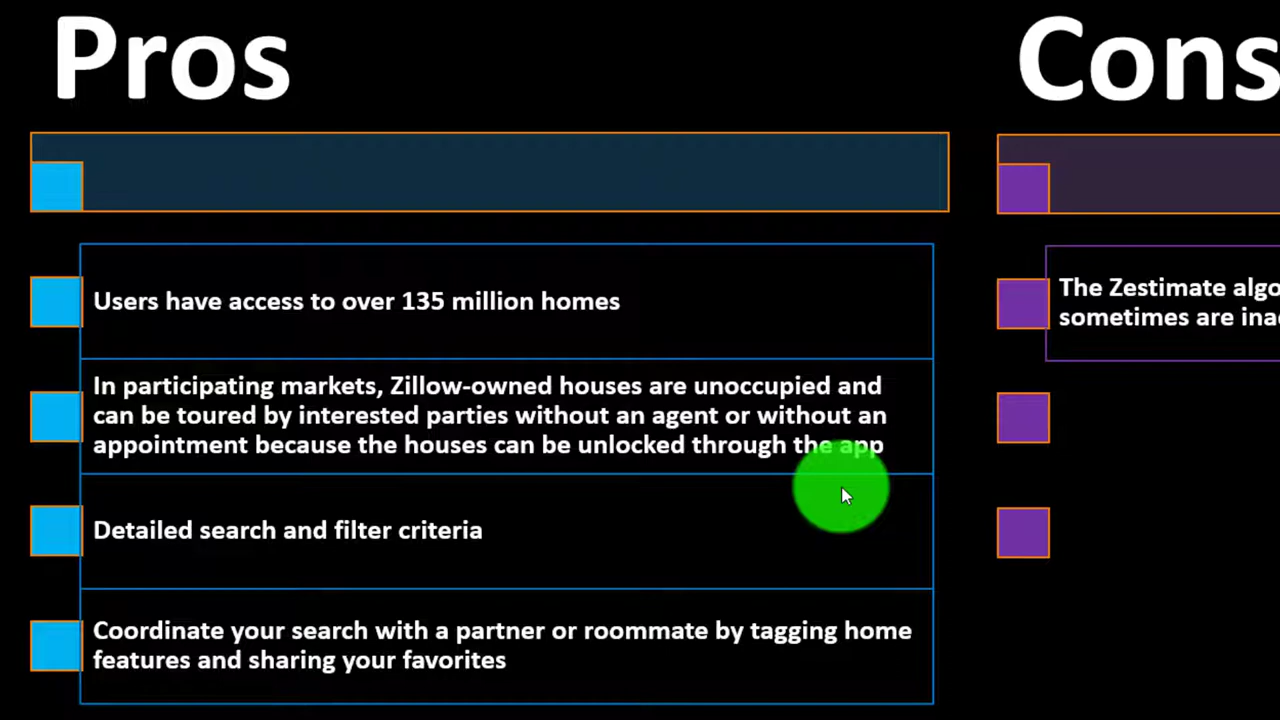 Pros
Users have access to over 135 million homes
In participating markets, Zillow-owned houses are unoccupied and
can be toured by interested parties without an agent or without an
appointment because the houses can be unlocked through the app
Detailed search and filter criteria
Coordinate your search with a partner or roommate by tagging home
features and sharing your favorites
Cons
The Zestimate
sometimes are